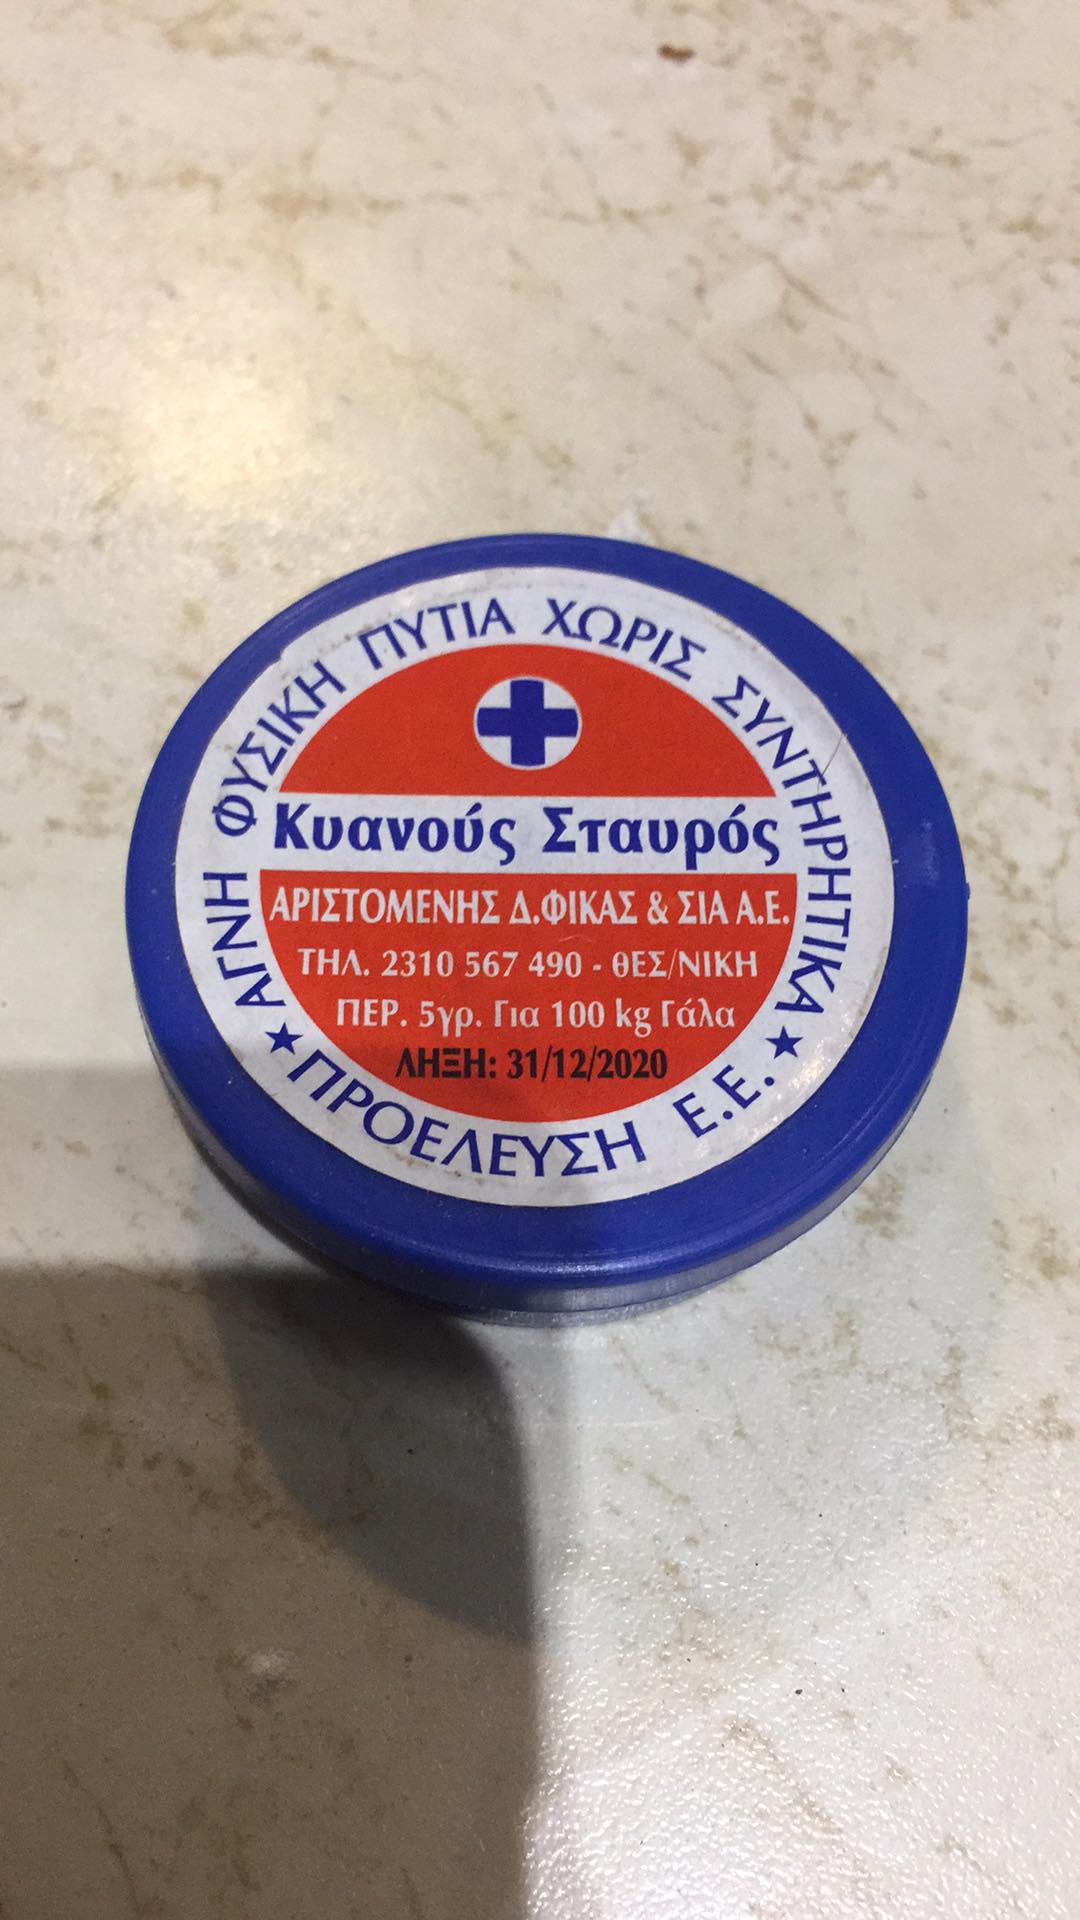 ΑΓΝΗ ΦΥΣΙΚΗ ΠΥΤΙΑ ΧΩΡΙΣ ΣΥΝΤΗΡΗΤΙΚΑ
Κυανούς Σταυρός
ΑΡΙΣΤΟΜΕΝΗΣ Δ.ΦΙΚΑΣ & ΣΙΑ Α.Ε.
ΤΗΛ. 2310 567 490 - ΘΕΣ/ΝΙΚΗ
ΠΕΡ. 5γρ. Για 100 kg Γάλα
ΛΗΞΗ: 31/12/2020
★ ΠΡΟΕΛΕΥΣΗ Ε.Ε. ★